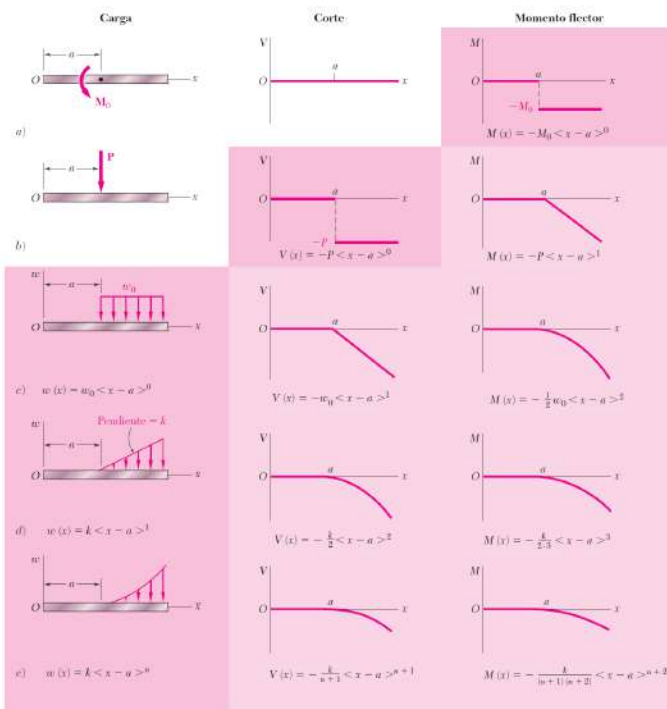 Carga Corte Momento flector
a
O x
M₀
a)
V
a
O x
M
a
O x
−M₀
M (x) = −M₀ < x − a >⁰
P
a
O x
b)
V
a
O x
−P
V (x) = −P < x − a >⁰
M
a
O x
M (x) = −P < x − a >¹
w
a
w₀
O x
c) w (x) = w₀ < x − a >⁰
V
a
O x
V (x) = −w₀ < x − a >¹
M
a
O x
M (x) = − 1/2 w₀ < x − a >²
w
Pendiente = k
a
O x
d) w (x) = k < x − a >¹
V
a
O x
V (x) = − k/2 < x − a >²
M
a
O x
M (x) = − k/2·3 < x − a >³
w
a
O x
e) w (x) = k < x − a >ⁿ
V
a
O x
V (x) = − k/n + 1 < x − a >ⁿ⁺¹
M
a
O x
M (x) = − k/(n + 1) (n + 2) < x − a >ⁿ⁺²